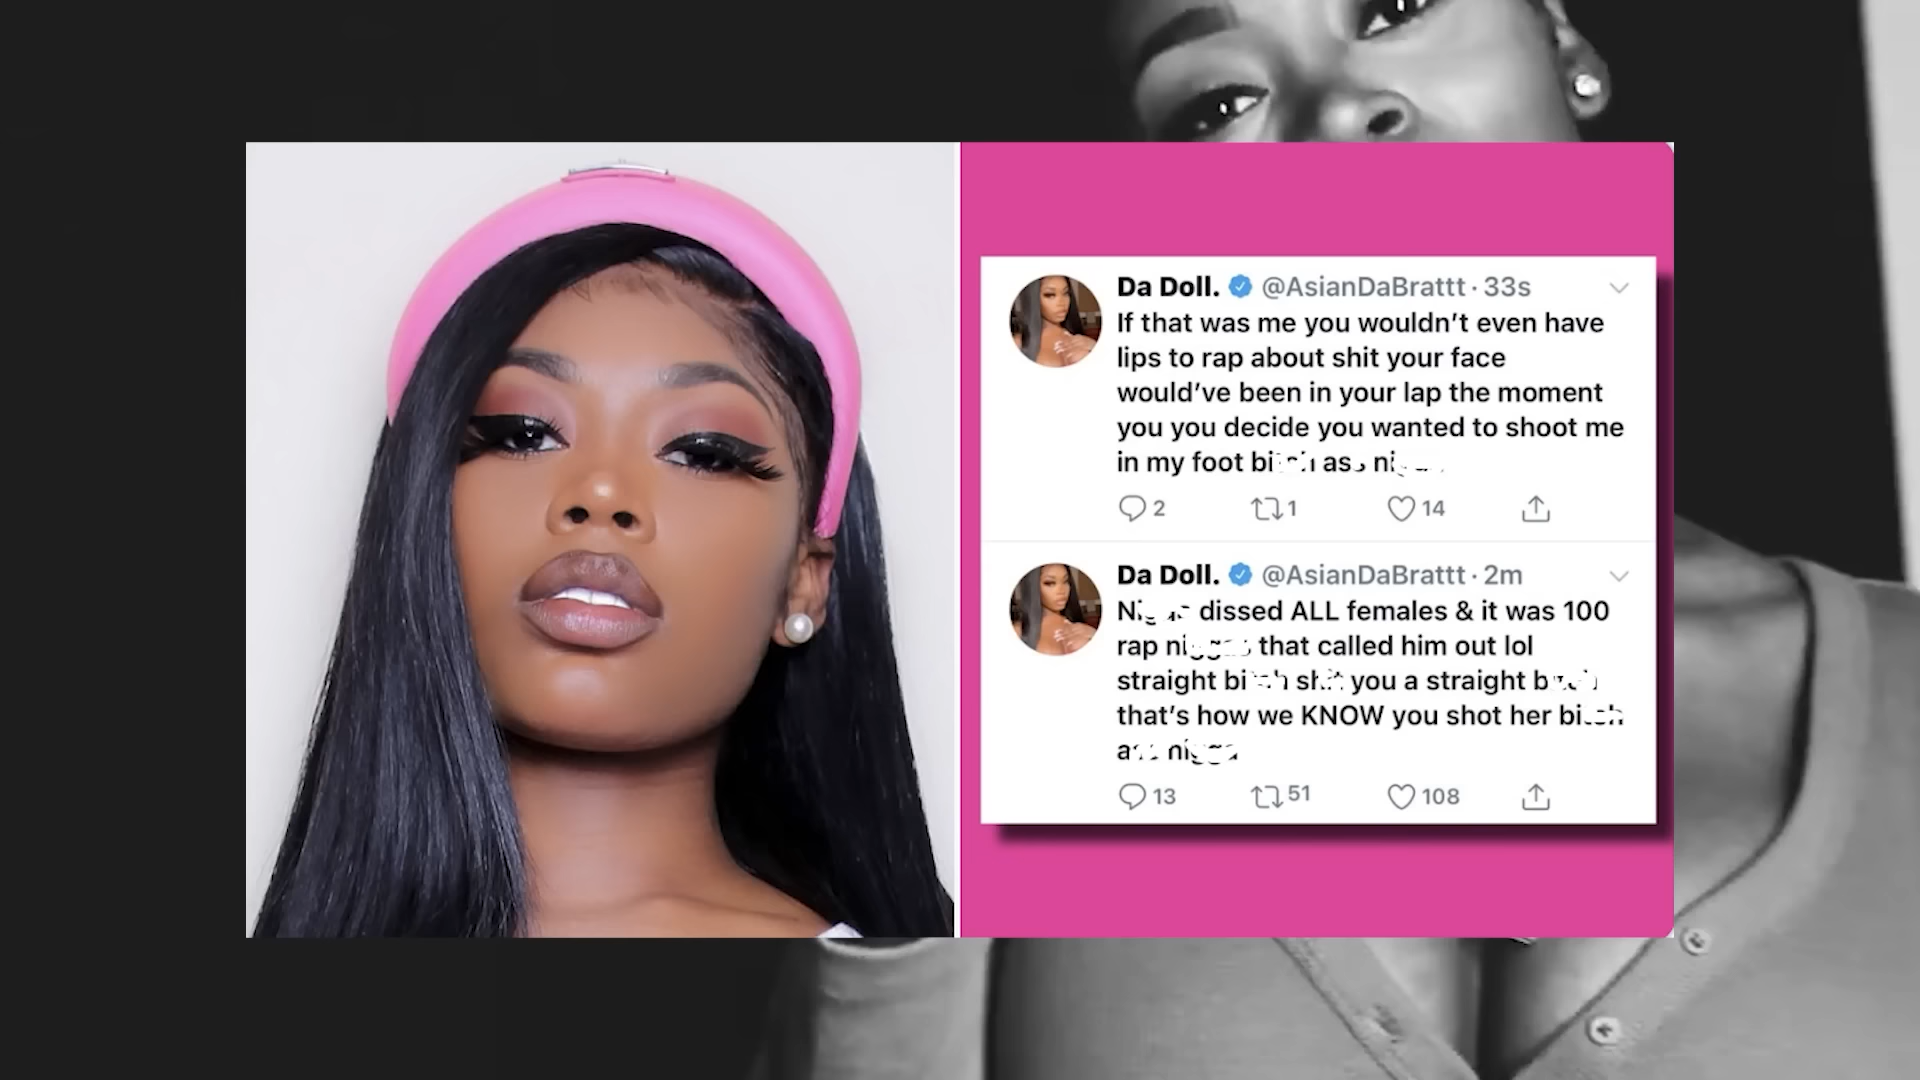 Da Doll. @AsianDaBrattt · 33s
If that was me you wouldn't even have
lips to rap about shit your face
would've been in your lap the moment
you you decide you wanted to shoot me
in my foot
2 1 14
Da Doll. @AsianDaBrattt · 2m
dissed ALL females & it was 100
rap that called him out lol
straight you a straight
that's how we KNOW you shot her
13 51 108